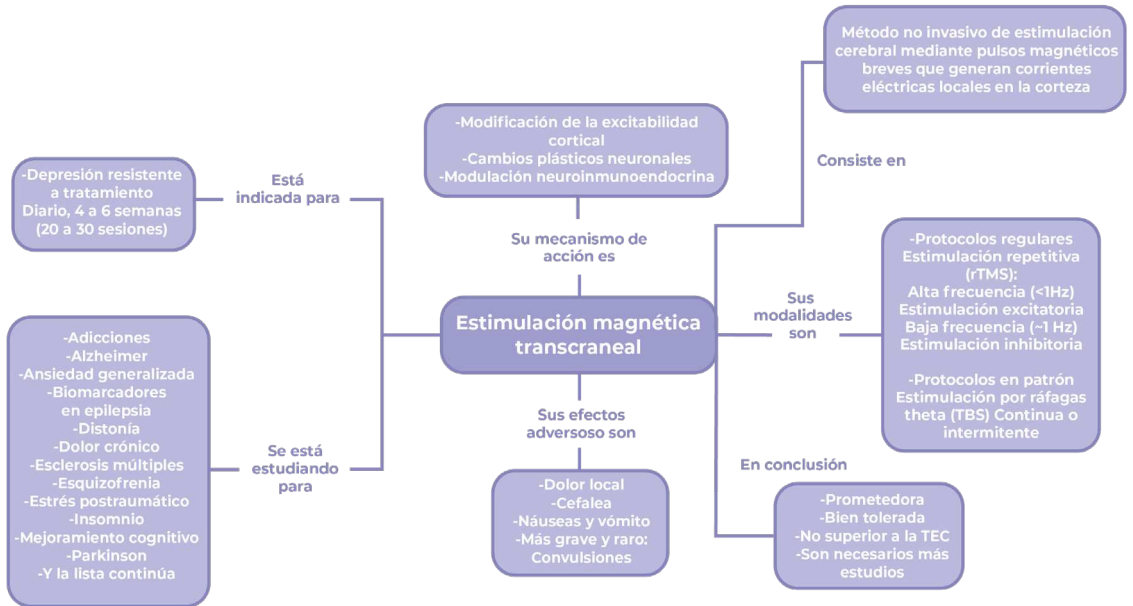 Estimulación magnética
transcraneal
Consiste en
Método no invasivo de estimulación
cerebral mediante pulsos magnéticos
breves que generan corrientes
eléctricas locales en la corteza
Su mecanismo de
acción es
-Modificación de la excitabilidad
cortical
-Cambios plásticos neuronales
-Modulación neuroinmunoendocrina
Está
indicada para
-Depresión resistente
a tratamiento
Diario, 4 a 6 semanas
(20 a 30 sesiones)
Sus
modalidades
son
-Protocolos regulares
Estimulación repetitiva
(rTMS):
Alta frecuencia (<1Hz)
Estimulación excitatoria
Baja frecuencia (~1 Hz)
Estimulación inhibitoria
-Protocolos en patrón
Estimulación por ráfagas
theta (TBS) Continua o
intermitente
Se está
estudiando
para
-Adicciones
-Alzheimer
-Ansiedad generalizada
-Biomarcadores
en epilepsia
-Distonía
-Dolor crónico
-Esclerosis múltiples
-Esquizofrenia
-Estrés postraumático
-Insomnio
-Mejoramiento cognitivo
-Parkinson
-Y la lista continúa
Sus efectos
adversoso son
-Dolor local
-Cefalea
-Náuseas y vómito
-Más grave y raro:
Convulsiones
En conclusión
-Prometedora
-Bien tolerada
-No superior a la TEC
-Son necesarios más
estudios